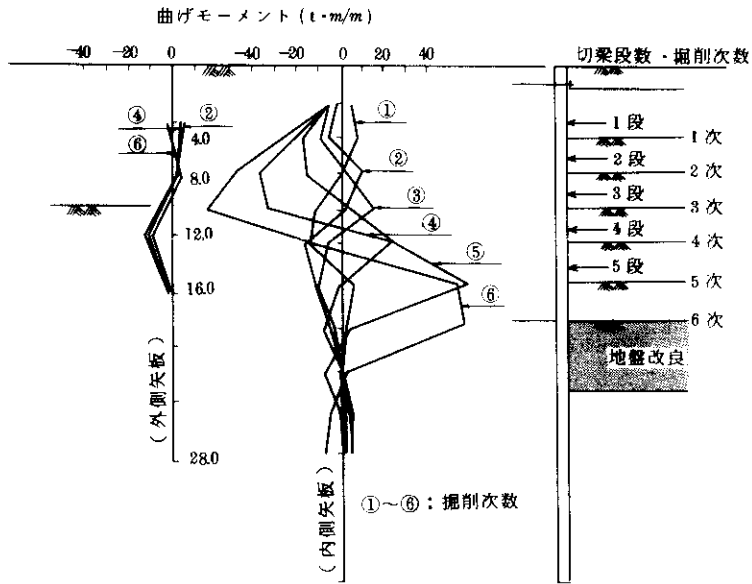 曲げモーメント (t・m/m)
-40 -20 0
-40 -20 0 20 40
切梁段数・掘削次数
④ ②
⑥
4.0
8.0
12.0
16.0
28.0
(外側矢板)
①
②
③
④
⑤
⑥
(内側矢板)
①～⑥：掘削次数
1段
1次
2段
2次
3段
3次
4段
4次
5段
5次
6次
地盤改良